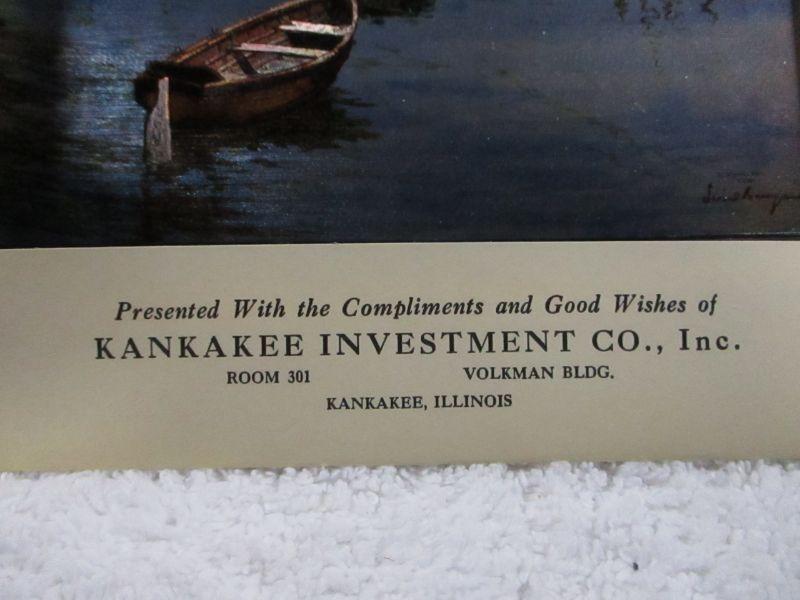 Presented With the Compliments and Good Wishes of
KANKAKEE INVESTMENT CO., Inc.
ROOM 301 VOLKMAN BLDG.
KANKAKEE, ILLINOIS